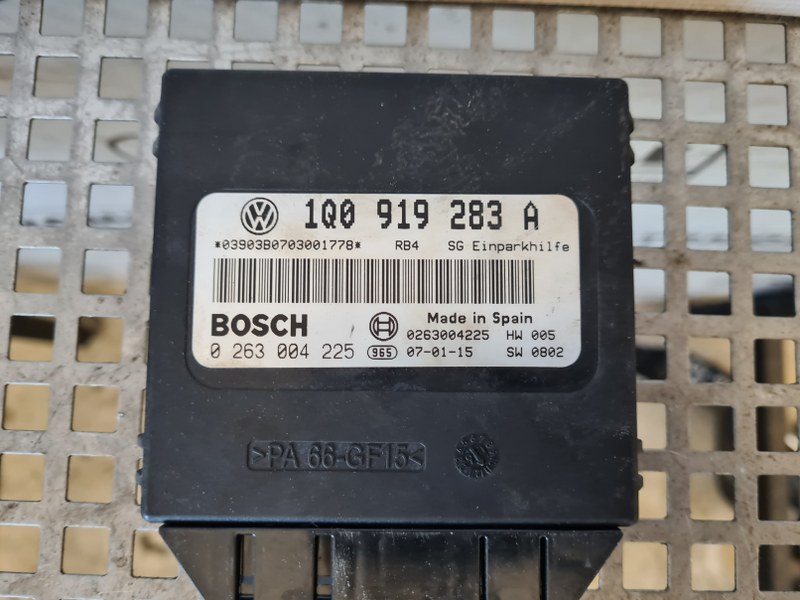 1Q0 919 283 A
*03903B0703001778* RB4 SG Einparkhilfe
BOSCH Made in Spain
0263004225 HW 005
0 263 004 225 965 07-01-15 SW 0802
>PA 66-GF15<